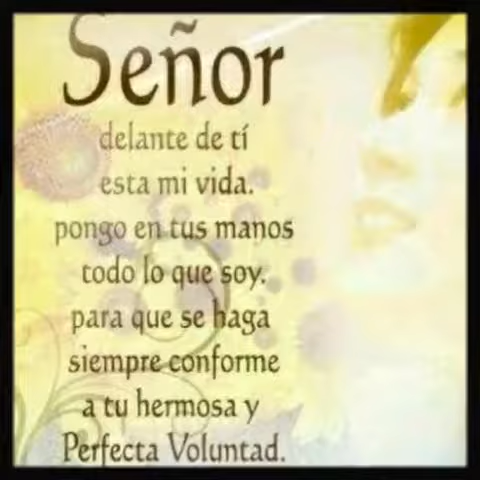 Señor
delante de tí
esta mi vida.
pongo en tus manos
todo lo que soy.
para que se haga
siempre conforme
a tu hermosa y
Perfecta Voluntad.